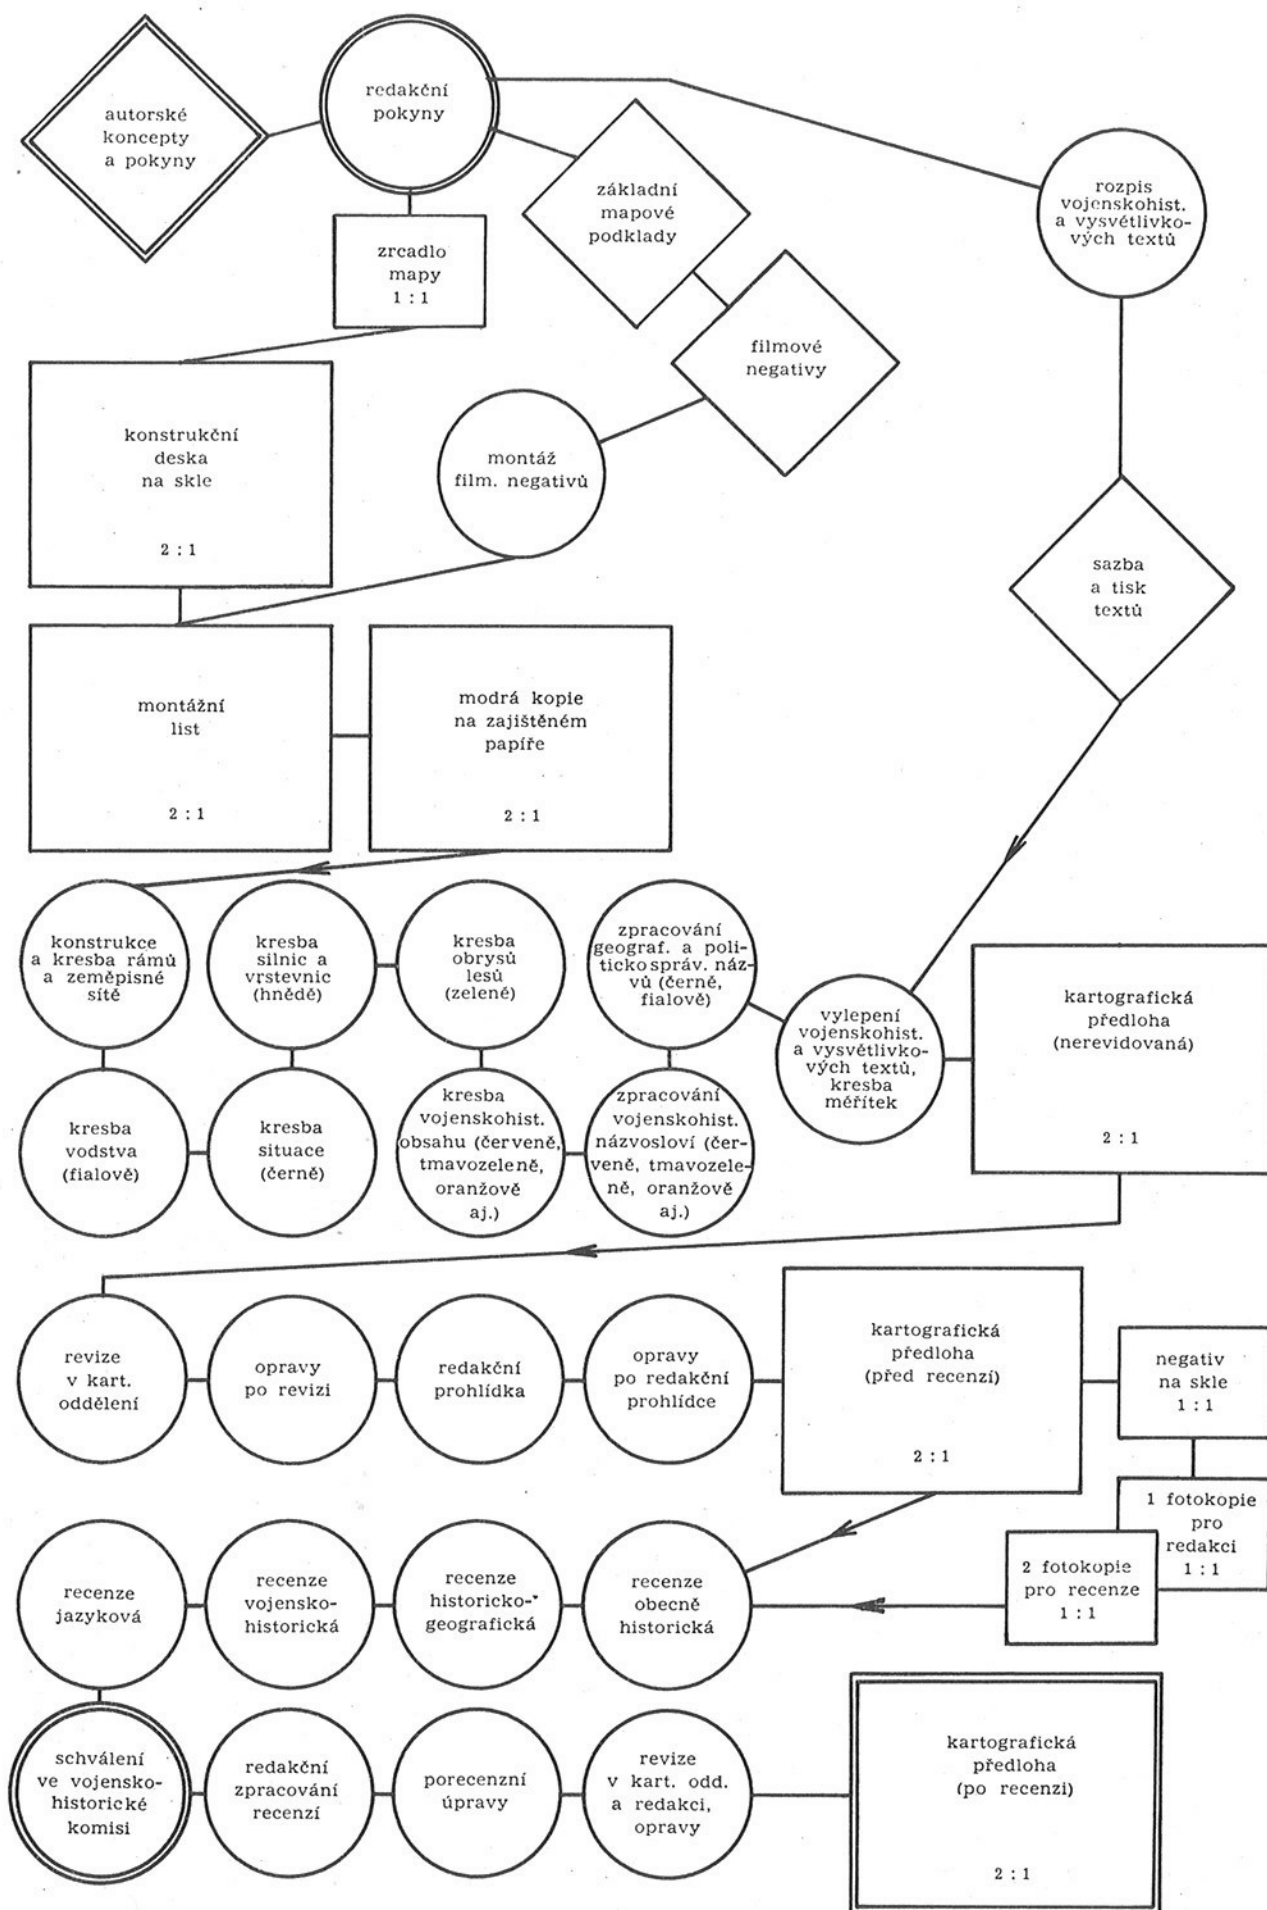 autorské
koncepty
a pokyny
redakční
pokyny
zrcadlo
mapy
1 : 1
základní
mapové
podklady
rozpis
vojenskohist.
a vysvětlivko-
vých textů
filmové
negativy
konstrukční
deska
na skle
2 : 1
montáž
film. negativů
sazba
a tisk
textů
montážní
list
2 : 1
modrá kopie
na zajištěném
papíře
2 : 1
konstrukce
a kresba rámů
a zeměpisné
sítě
kresba
silnic a
vrstevnic
(hnědě)
kresba
obrysů
lesů
(zeleně)
zpracování
geograf. a poli-
ticko správ. náz-
vů (černě,
fialově)
vylepení
vojenskohist.
a vysvětlivko-
vých textů,
kresba
měřítek
kartografická
předloha
(nerevidovaná)
2 : 1
kresba
vodstva
(fialově)
kresba
situace
(černě)
kresba
vojenskohist.
obsahu (červeně,
tmavozeleně,
oranžově
aj.)
zpracování
vojenskohist.
názvosloví (čer-
veně, tmavozele-
ně, oranžově
aj.)
revize
v kart.
oddělení
opravy
po revizi
redakční
prohlídka
opravy
po redakční
prohlídce
kartografická
předloha
(před recenzí)
2 : 1
negativ
na skle
1 : 1
1 fotokopie
pro
redakci
1 : 1
2 fotokopie
pro recenze
1 : 1
recenze
jazyková
recenze
vojensko-
historická
recenze
historicko-
geografická
recenze
obecně
historická
schválení
ve vojensko-
historické
komisi
redakční
zpracování
recenzí
porecenzní
úpravy
revize
v kart. odd.
a redakci,
opravy
kartografická
předloha
(po recenzi)
2 : 1